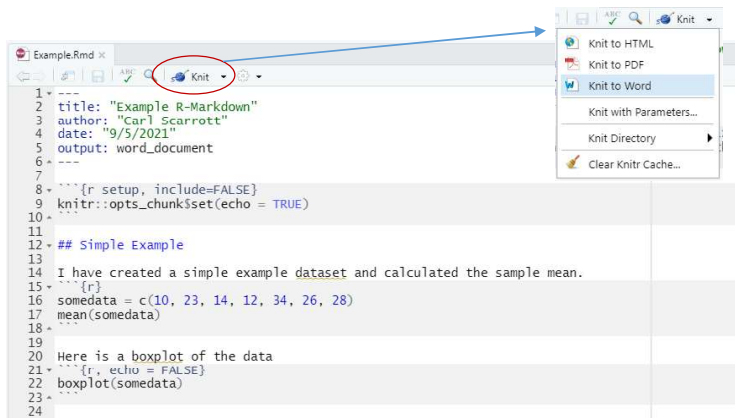 Knit
Knit to HTML
Knit to PDF
Knit to Word
Knit with Parameters...
Knit Directory
Clear Knitr Cache...
Example.Rmd
ABC Knit
1 ---
2 title: "Example R-Markdown"
3 author: "Carl Scarrott"
4 date: "9/5/2021"
5 output: word_document
6 ---
7
8 ```{r setup, include=FALSE}
9 knitr::opts_chunk$set(echo = TRUE)
10 ```
11
12 ## Simple Example
13
14 I have created a simple example dataset and calculated the sample mean.
15 ```{r}
16 somedata = c(10, 23, 14, 12, 34, 26, 28)
17 mean(somedata)
18 ```
19
20 Here is a boxplot of the data
21 ```{r, echo = FALSE}
22 boxplot(somedata)
23 ```
24